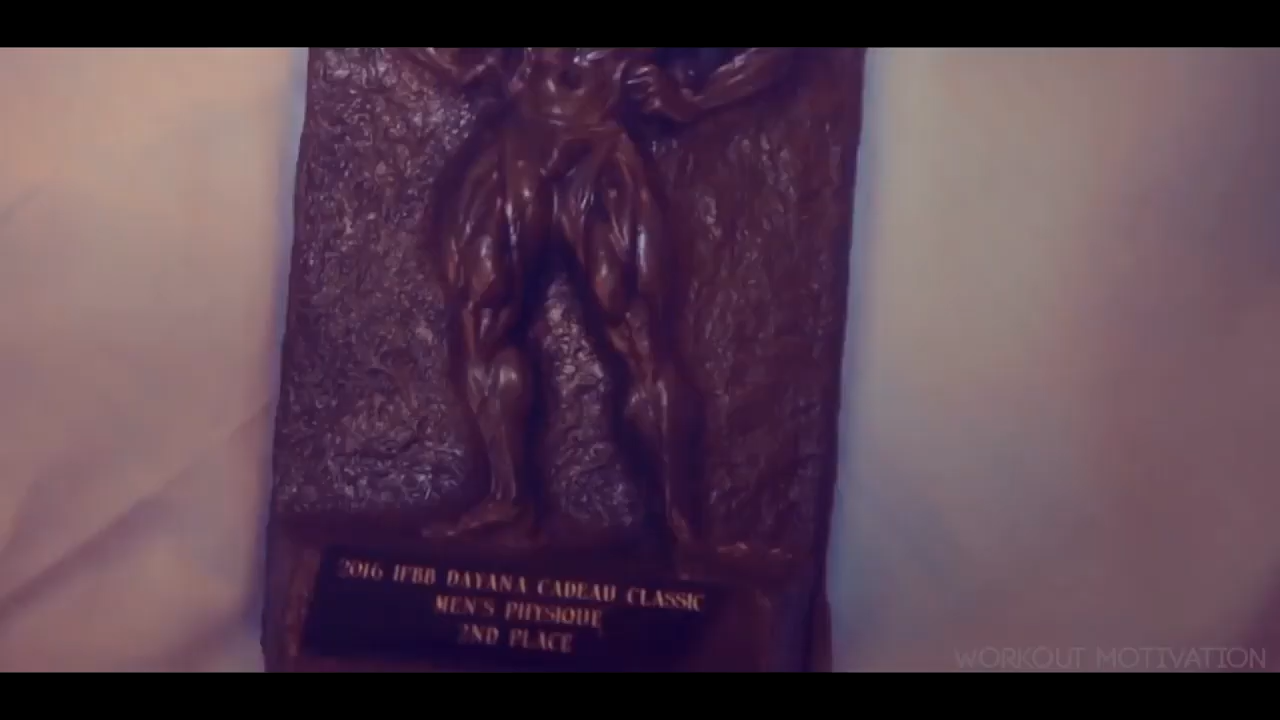 2016 IFBB DAYANA CADEAU CLASSIC
MEN'S PHYSIQUE
2ND PLACE
WORKOUT MOTIVATION